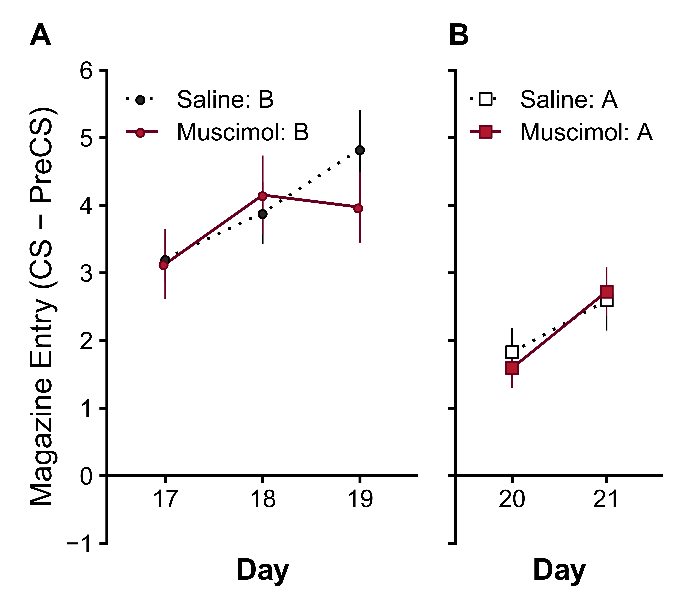 A
B
Magazine Entry (CS − PreCS)
6
5
4
3
2
1
0
−1
Saline: B
Muscimol: B
17 18 19
Day
Saline: A
Muscimol: A
20 21
Day